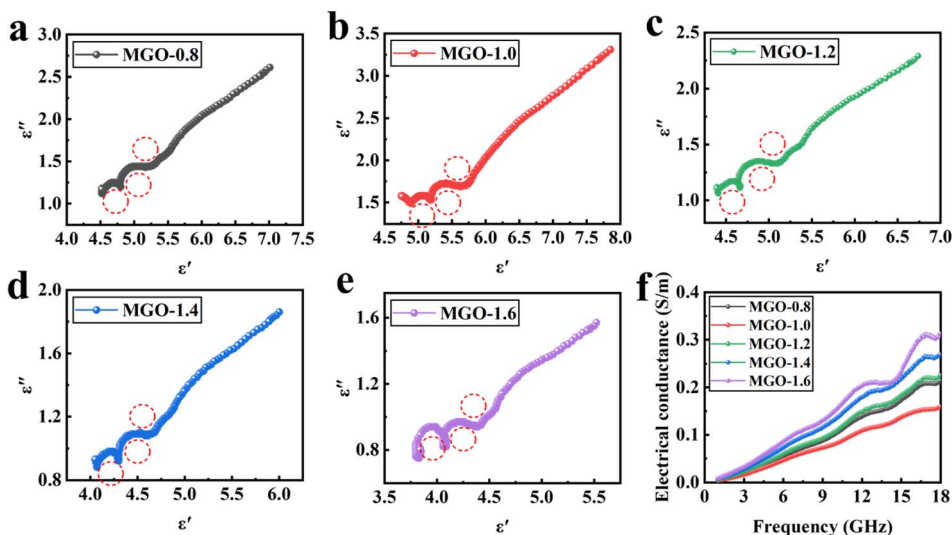 a
MGO-0.8
ε″
3.0
2.5
2.0
1.5
1.0
4.0 4.5 5.0 5.5 6.0 6.5 7.0 7.5
ε′
b
MGO-1.0
ε″
3.5
3.0
2.5
2.0
1.5
4.5 5.0 5.5 6.0 6.5 7.0 7.5 8.0
ε′
c
MGO-1.2
ε″
2.5
2.0
1.5
1.0
4.5 5.0 5.5 6.0 6.5 7.0
ε′
d
MGO-1.4
ε″
2.0
1.6
1.2
0.8
4.0 4.5 5.0 5.5 6.0
ε′
e
MGO-1.6
ε″
1.6
1.2
0.8
3.5 4.0 4.5 5.0 5.5
ε′
f
MGO-0.8
MGO-1.0
MGO-1.2
MGO-1.4
MGO-1.6
Electrical conductance (S/m)
0.4
0.3
0.2
0.1
0.0
0 3 6 9 12 15 18
Frequency (GHz)